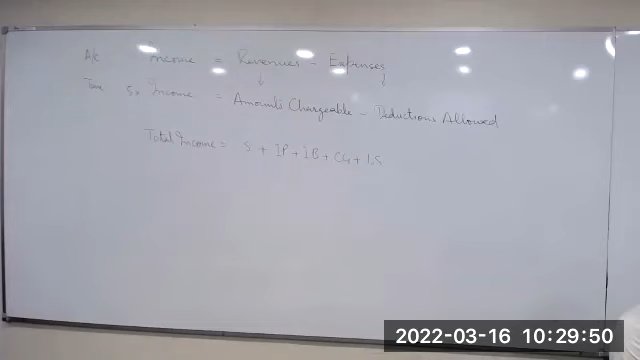 A/c Income = Revenues - Expenses
↓ ↓
Tax So Income = Amounts Chargeable - Deductions Allowed
Total Income = S + IP + IB + CG + I.S
2022-03-16 10:29:50